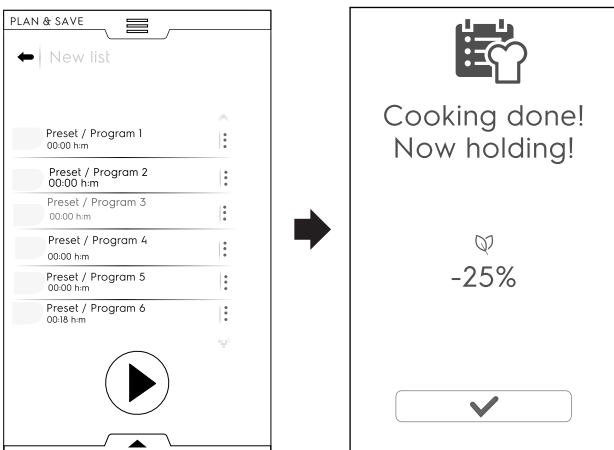 PLAN & SAVE
New list
Preset / Program 1
00:00 h:m
Preset / Program 2
00:00 h:m
Preset / Program 3
00:00 h:m
Preset / Program 4
00:00 h:m
Preset / Program 5
00:00 h:m
Preset / Program 6
00:18 h:m
Cooking done!
Now holding!
-25%